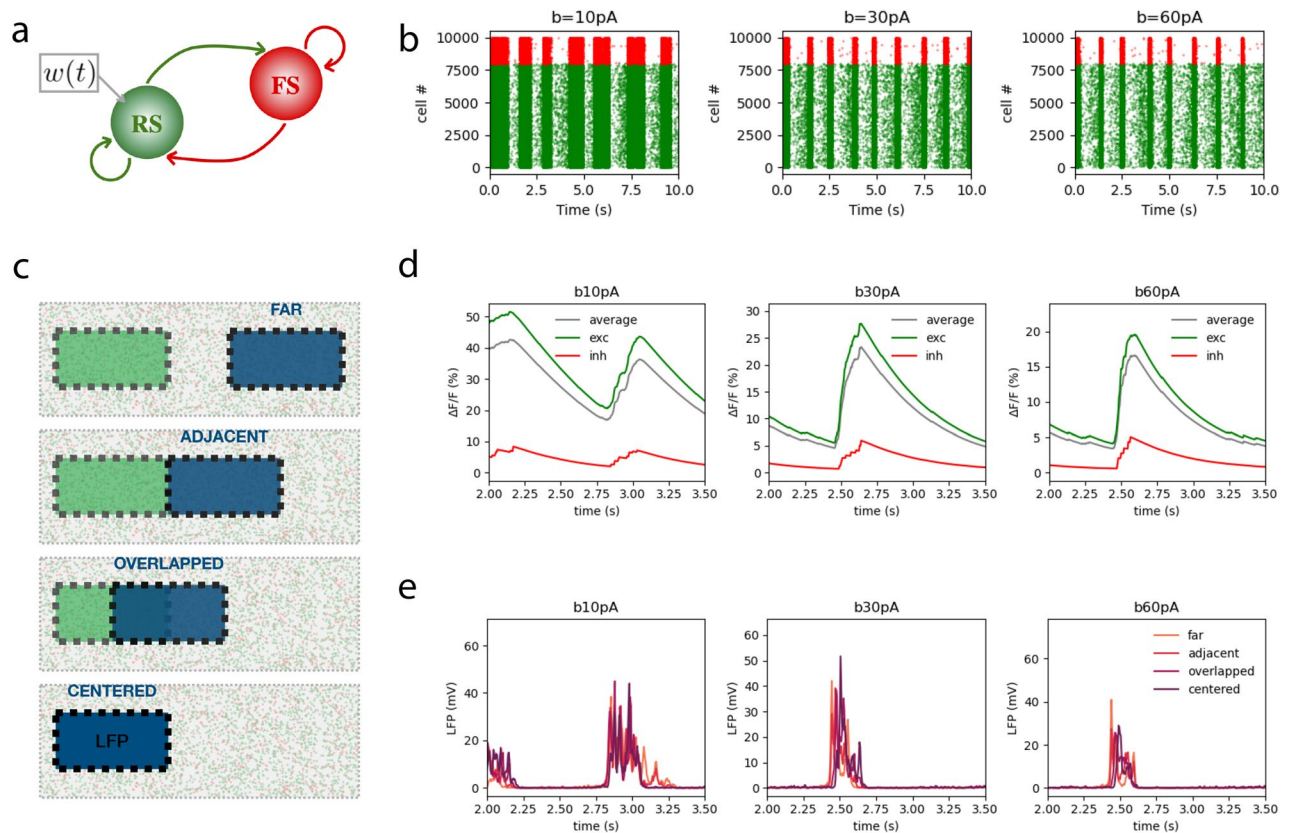 a
w(t)
FS
RS
b
b=10pA
b=30pA
b=60pA
cell #
10000
7500
5000
2500
0
0.0 2.5 5.0 7.5 10.0
Time (s)
cell #
10000
7500
5000
2500
0
0.0 2.5 5.0 7.5 10.0
Time (s)
cell #
10000
7500
5000
2500
0
0.0 2.5 5.0 7.5 10.0
Time (s)
c
FAR
ADJACENT
OVERLAPPED
CENTERED
LFP
d
b10pA
ΔF/F (%)
50
40
30
20
10
0
average
exc
inh
2.00 2.25 2.50 2.75 3.00 3.25 3.50
time (s)
b30pA
ΔF/F (%)
30
25
20
15
10
5
0
average
exc
inh
2.00 2.25 2.50 2.75 3.00 3.25 3.50
time (s)
b60pA
ΔF/F (%)
20
15
10
5
0
average
exc
inh
2.00 2.25 2.50 2.75 3.00 3.25 3.50
time (s)
e
b10pA
LFP (mV)
60
40
20
0
2.00 2.25 2.50 2.75 3.00 3.25 3.50
time (s)
b30pA
LFP (mV)
60
50
40
30
20
10
0
2.00 2.25 2.50 2.75 3.00 3.25 3.50
time (s)
b60pA
LFP (mV)
60
40
20
0
far
adjacent
overlapped
centered
2.00 2.25 2.50 2.75 3.00 3.25 3.50
time (s)